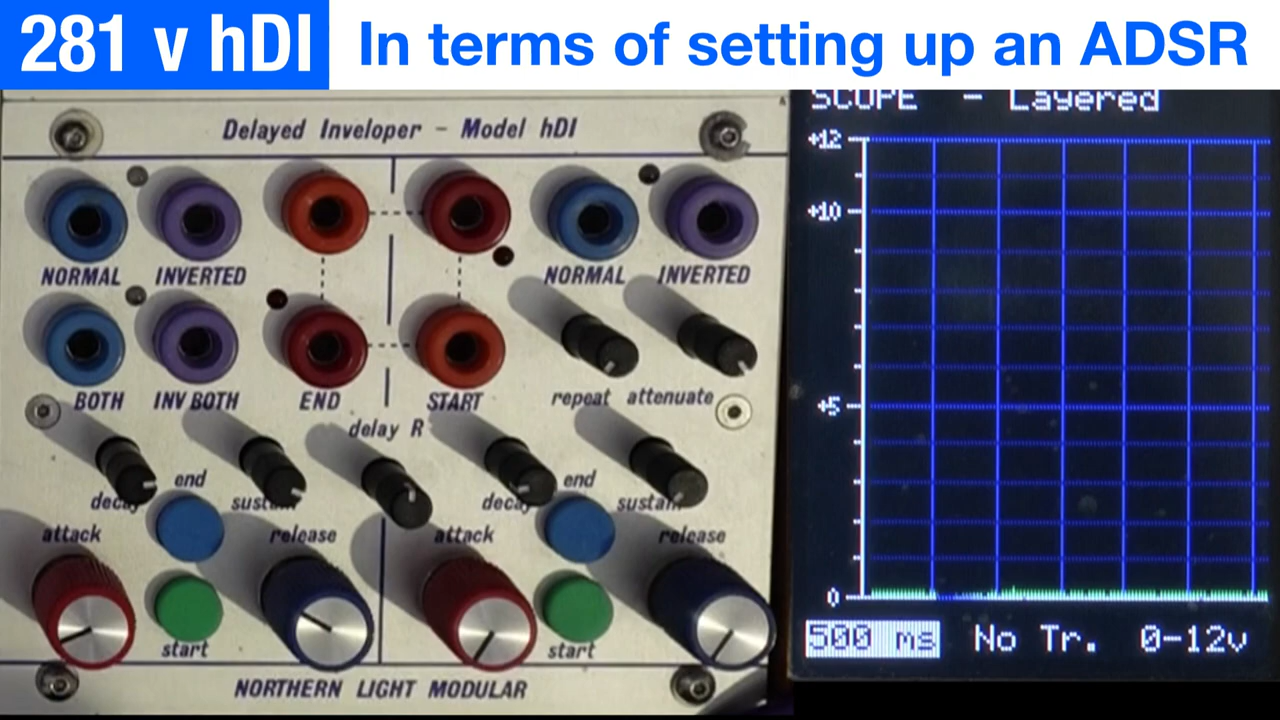 281 v hDI In terms of setting up an ADSR
Delayed Inveloper - Model hDI
SCOPE - Layered
+12
+10
+5
0
NORMAL INVERTED NORMAL INVERTED
BOTH INV BOTH END START repeat attenuate
delay R
decay end sustain decay end sustain
attack release attack release
start start
500 ms No Tr. 0-12v
NORTHERN LIGHT MODULAR